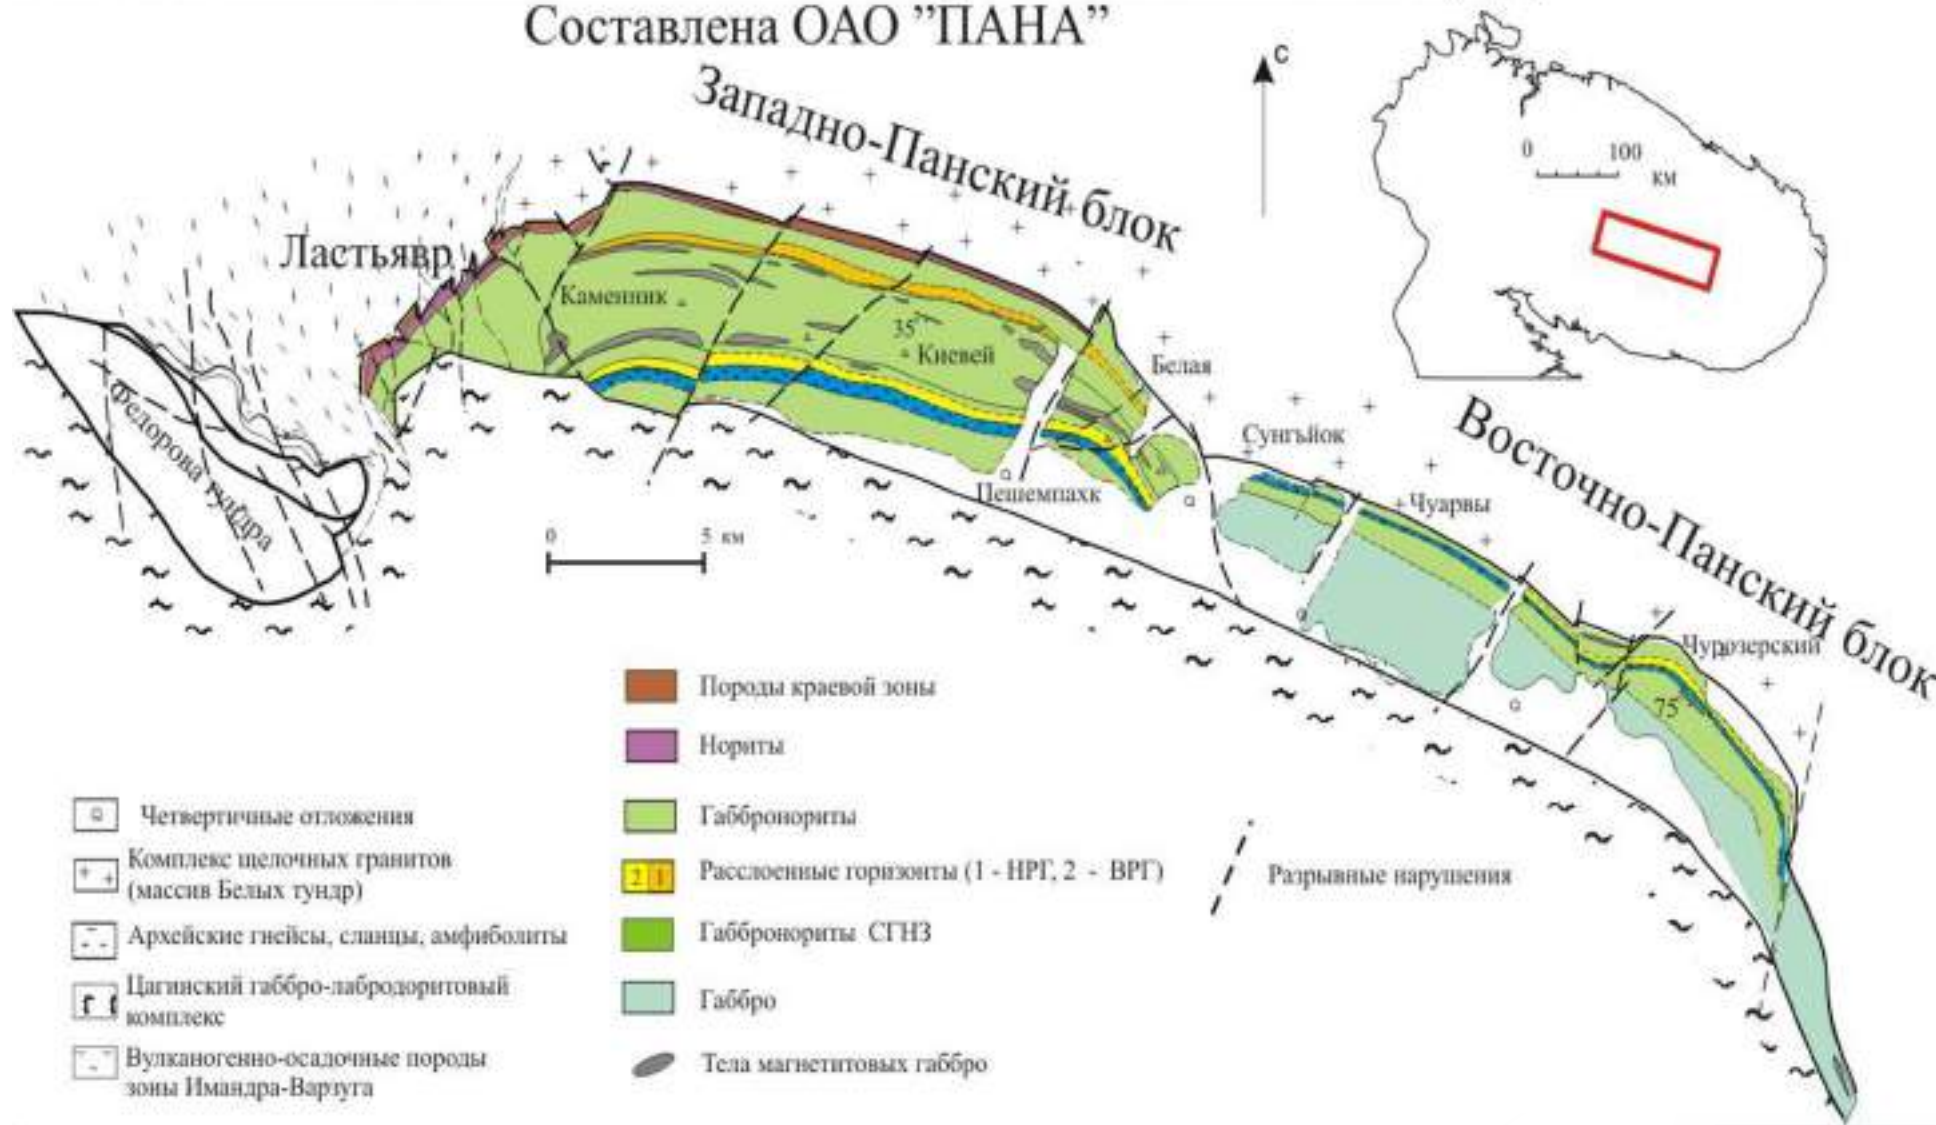 Составлена ОАО "ПАНА"
С
Западно-Панский блок
0 100
км
Ластьявр
Каменник
35
Киевей
Белая
Федорова тундра
Пешемпахк
Q
Q
0 5 км
Сунгъйок
Чуарвы
Восточно-Панский блок
Q
Чурозерский
75
Q
Породы краевой зоны
Нориты
Q Четвертичные отложения
Габбронориты
Комплекс щелочных гранитов
(массив Белых тундр)
2 1 Расслоенные горизонты (1 - НРГ, 2 - ВРГ)
Разрывные нарушения
Архейские гнейсы, сланцы, амфиболиты
Габбронориты СГНЗ
Цагинский габбро-лабродоритовый
комплекс
Габбро
Вулканогенно-осадочные породы
зоны Имандра-Варзуга
Тела магнетитовых габбро